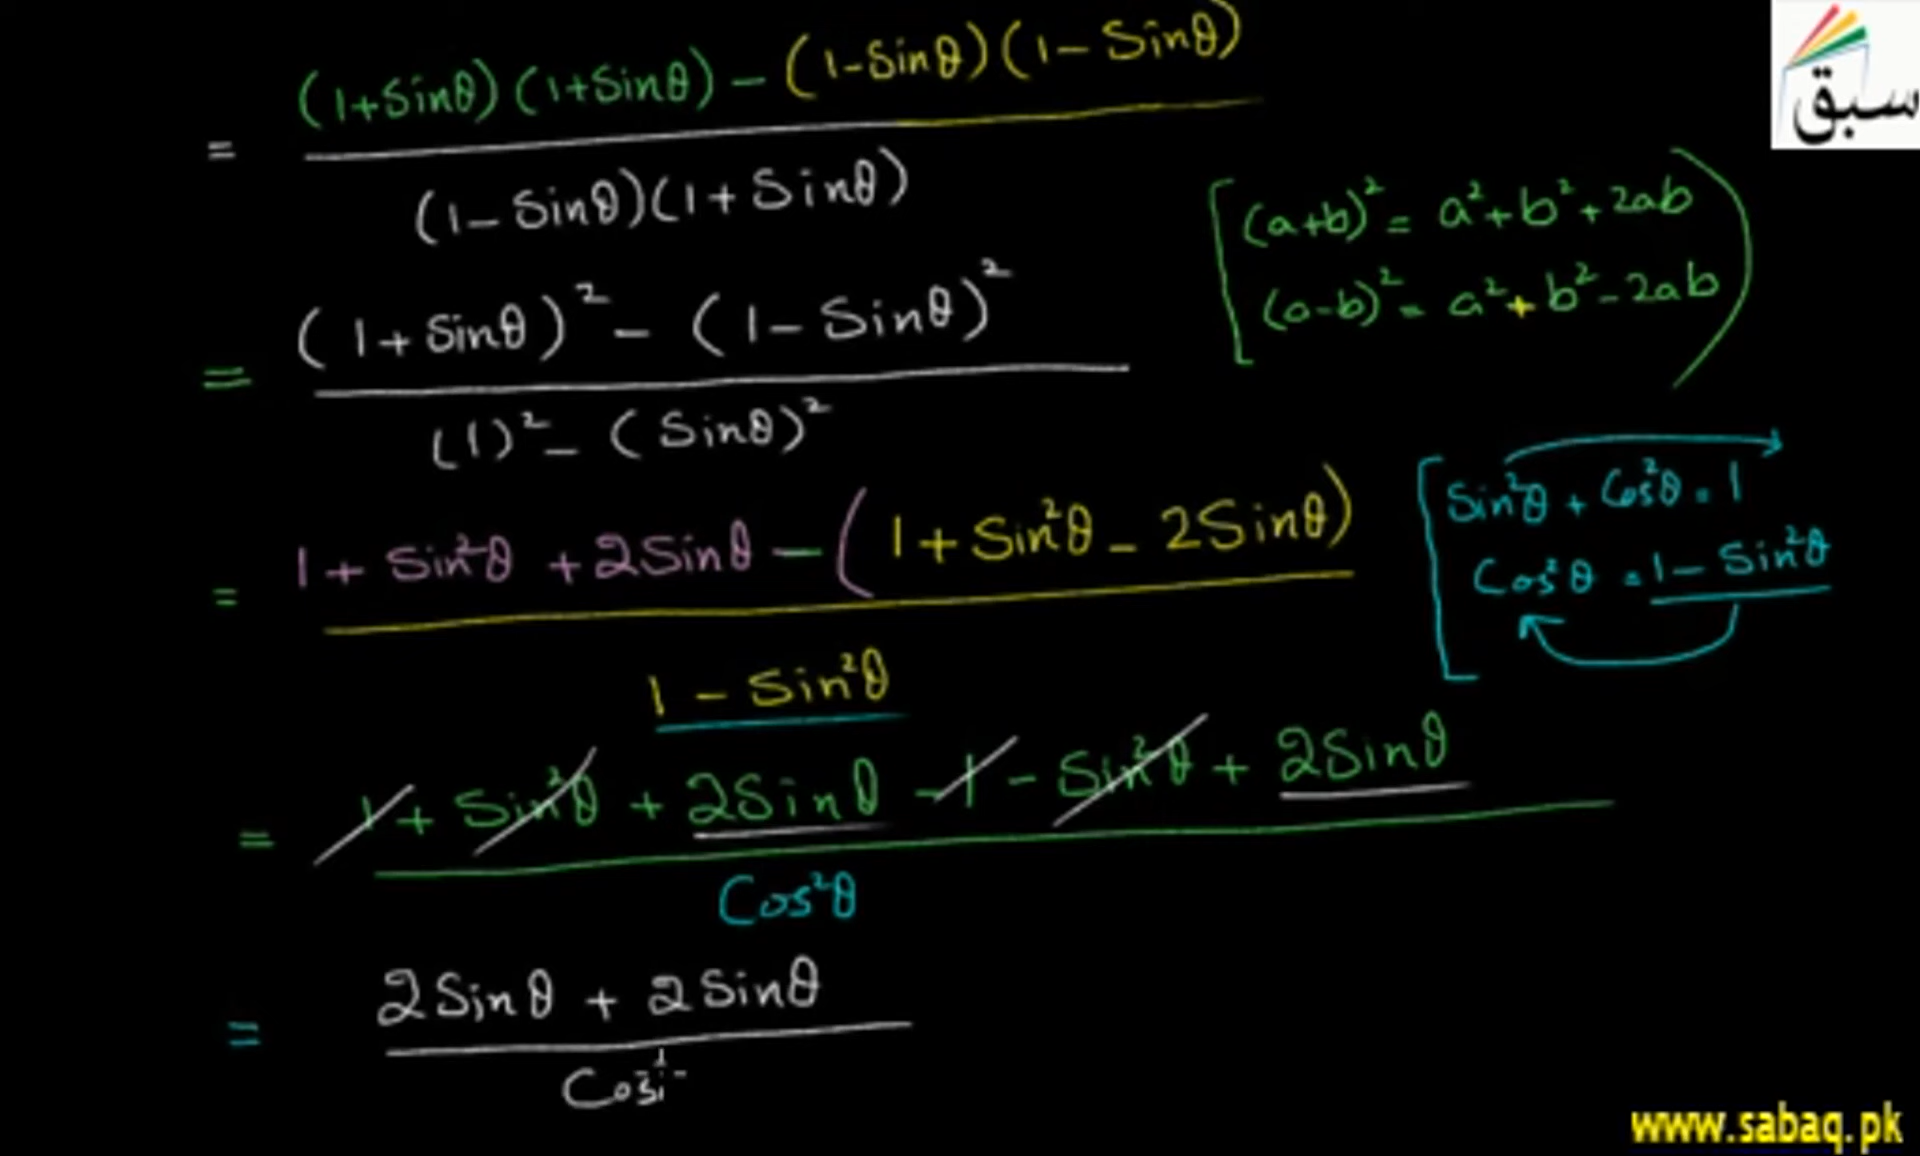 = (1+Sinθ)(1+Sinθ) - (1-Sinθ)(1-Sinθ)
(1-Sinθ)(1+Sinθ)
سبق
[(a+b)² = a²+b²+2ab
(a-b)² = a²+b²-2ab)
= (1+Sinθ)² - (1-Sinθ)²
(1)² - (Sinθ)²
[Sin²θ + Cos²θ = 1
Cos²θ = 1 - Sin²θ
= 1 + Sin²θ + 2Sinθ - (1 + Sin²θ - 2Sinθ)
1 - Sin²θ
= 1 + Sin²θ + 2Sinθ - 1 - Sin²θ + 2Sinθ
Cos²θ
= 2Sinθ + 2Sinθ
Cos
www.sabaq.pk